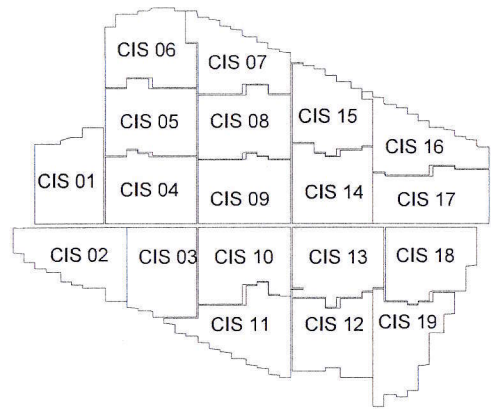 CIS 06
CIS 07
CIS 05
CIS 08
CIS 15
CIS 16
CIS 01
CIS 04
CIS 09
CIS 14
CIS 17
CIS 02
CIS 03
CIS 10
CIS 13
CIS 18
CIS 11
CIS 12
CIS 19